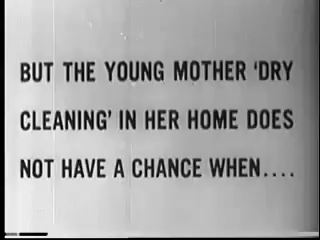 BUT THE YOUNG MOTHER 'DRY
CLEANING' IN HER HOME DOES
NOT HAVE A CHANCE WHEN....